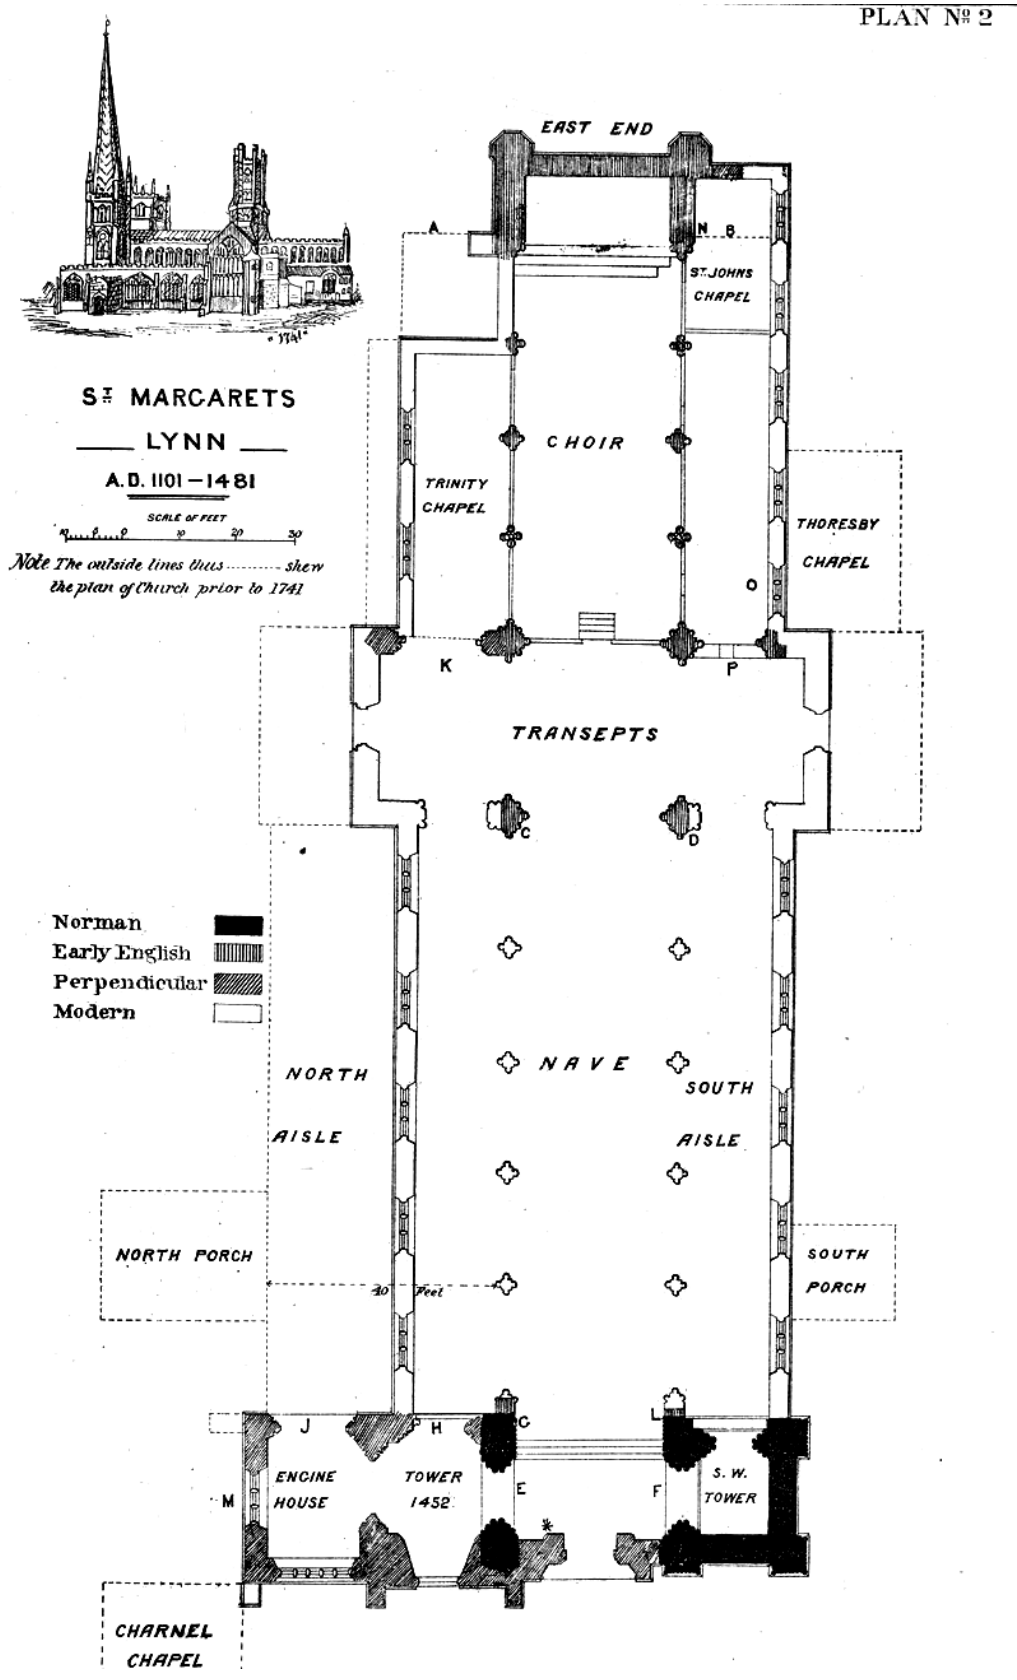 PLAN Nº 2
"1741"
ST MARGARETS
LYNN
A.D. 1101-1481
SCALE OF FEET
10 5 0 10 20 30
Note The outside lines thus -------- shew
the plan of Church prior to 1741
EAST END
A
N B
ST JOHNS
CHAPEL
CHOIR
TRINITY
CHAPEL
THORESBY
CHAPEL
O
K
P
TRANSEPTS
C
D
Norman
Early English
Perpendicular
Modern
NORTH
AISLE
NAVE
SOUTH
AISLE
NORTH PORCH
40 Feet
SOUTH
PORCH
J
H
G
L
ENGINE
HOUSE
M
TOWER
1452
E
F
S. W.
TOWER
*
CHARNEL
CHAPEL